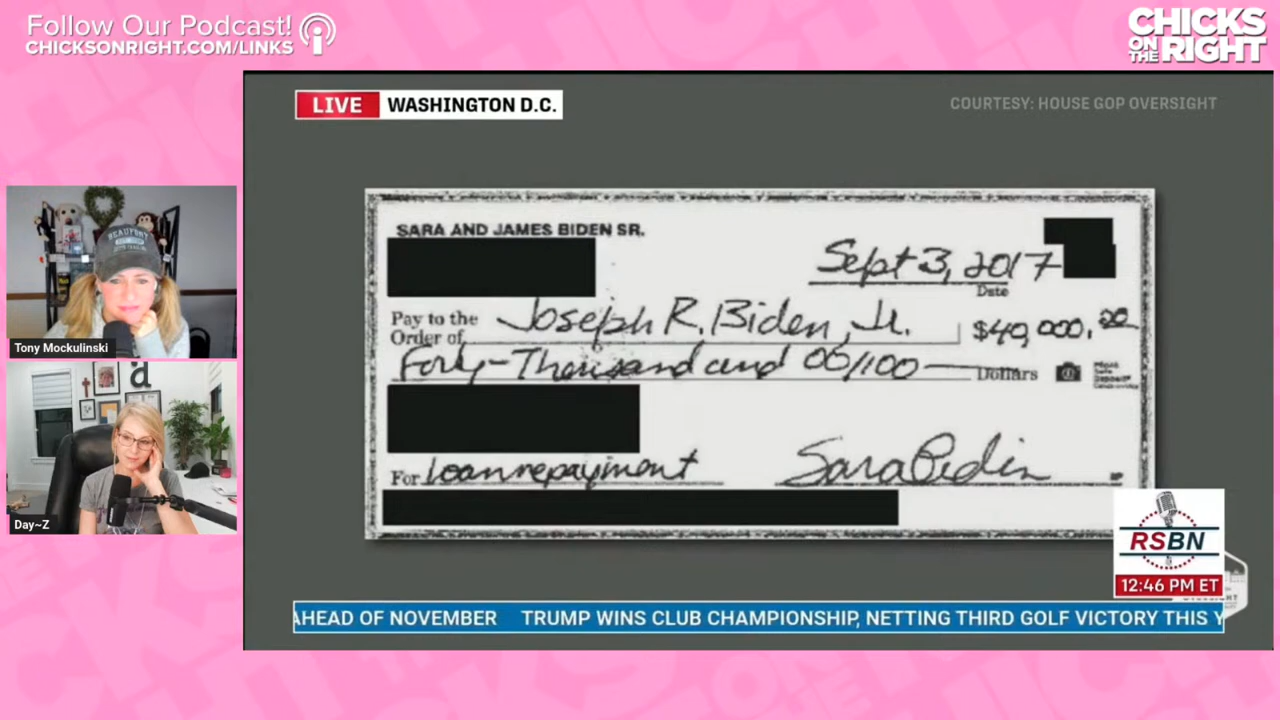 Follow Our Podcast!
CHICKSONRIGHT.COM/LINKS
CHICKS
ON THE
RIGHT
LIVE WASHINGTON D.C.
COURTESY: HOUSE GOP OVERSIGHT
SARA AND JAMES BIDEN SR.
Sept 3, 2017
Date
Pay to the
Order of Joseph R. Biden, Jr. $40,000.00
Forty-Thousand and 00/100 Dollars
For Loan repayment Sara Biden
BEAUFORT
Tony Mockulinski
a
Day~Z
RSBN
12:46 PM ET
AHEAD OF NOVEMBER TRUMP WINS CLUB CHAMPIONSHIP, NETTING THIRD GOLF VICTORY THIS Y